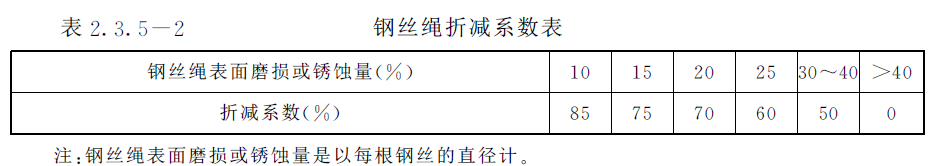 表 2.3.5－2 钢丝绳折减系数表
钢丝绳表面磨损或锈蚀量(%) 10 15 20 25 30～40 >40
折减系数(%) 85 75 70 60 50 0
注:钢丝绳表面磨损或锈蚀量是以每根钢丝的直径计。